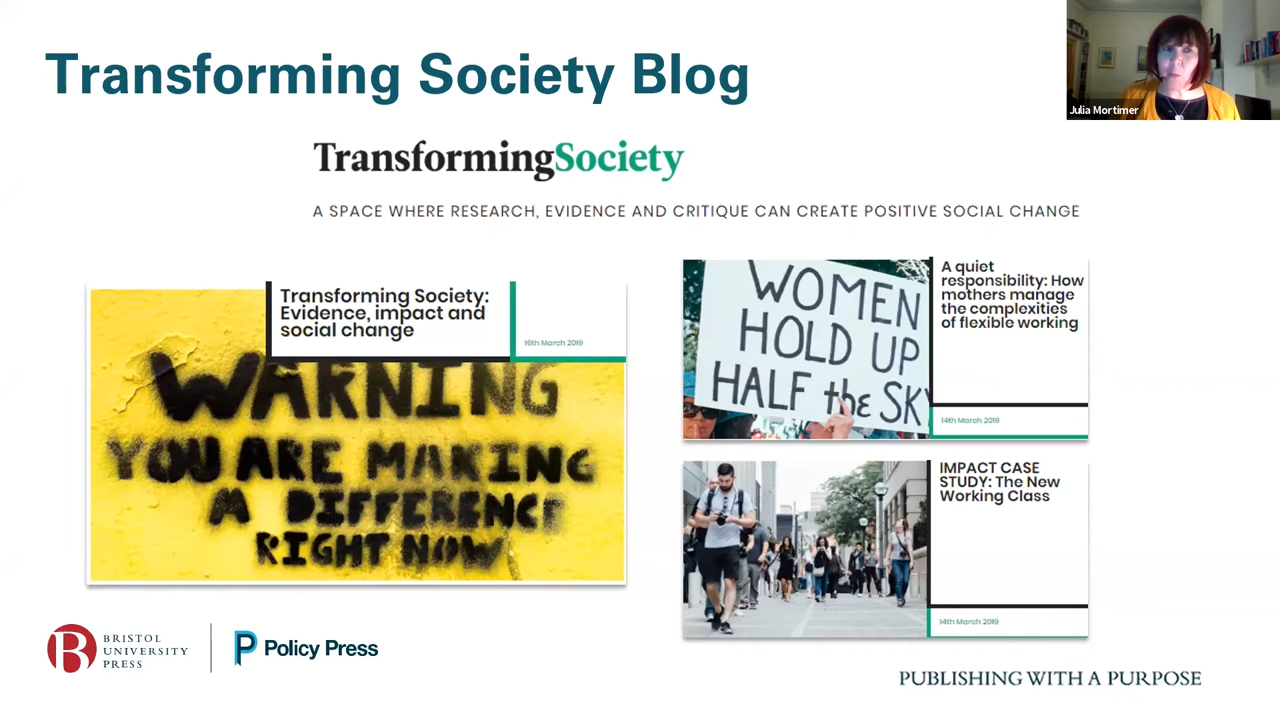 Transforming Society Blog
Julia Mortimer
TransformingSociety
A SPACE WHERE RESEARCH, EVIDENCE AND CRITIQUE CAN CREATE POSITIVE SOCIAL CHANGE
Transforming Society:
Evidence, impact and
social change
16th March 2019
WARNING
YOU ARE MAKING
A DIFFERENCE
RIGHT NOW
WOMEN
HOLD UP
HALF the SKY
A quiet
responsibility: How
mothers manage
the complexities
of flexible working
14th March 2019
IMPACT CASE
STUDY: The New
Working Class
14th March 2019
BRISTOL
UNIVERSITY
PRESS
Policy Press
PUBLISHING WITH A PURPOSE